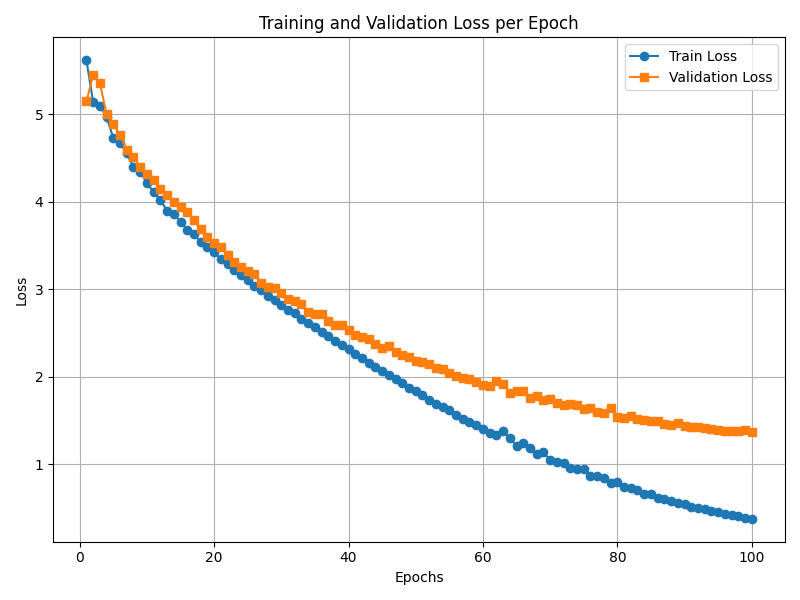 Training and Validation Loss per Epoch
Train Loss
Validation Loss
Loss
5
4
3
2
1
0 20 40 60 80 100
Epochs